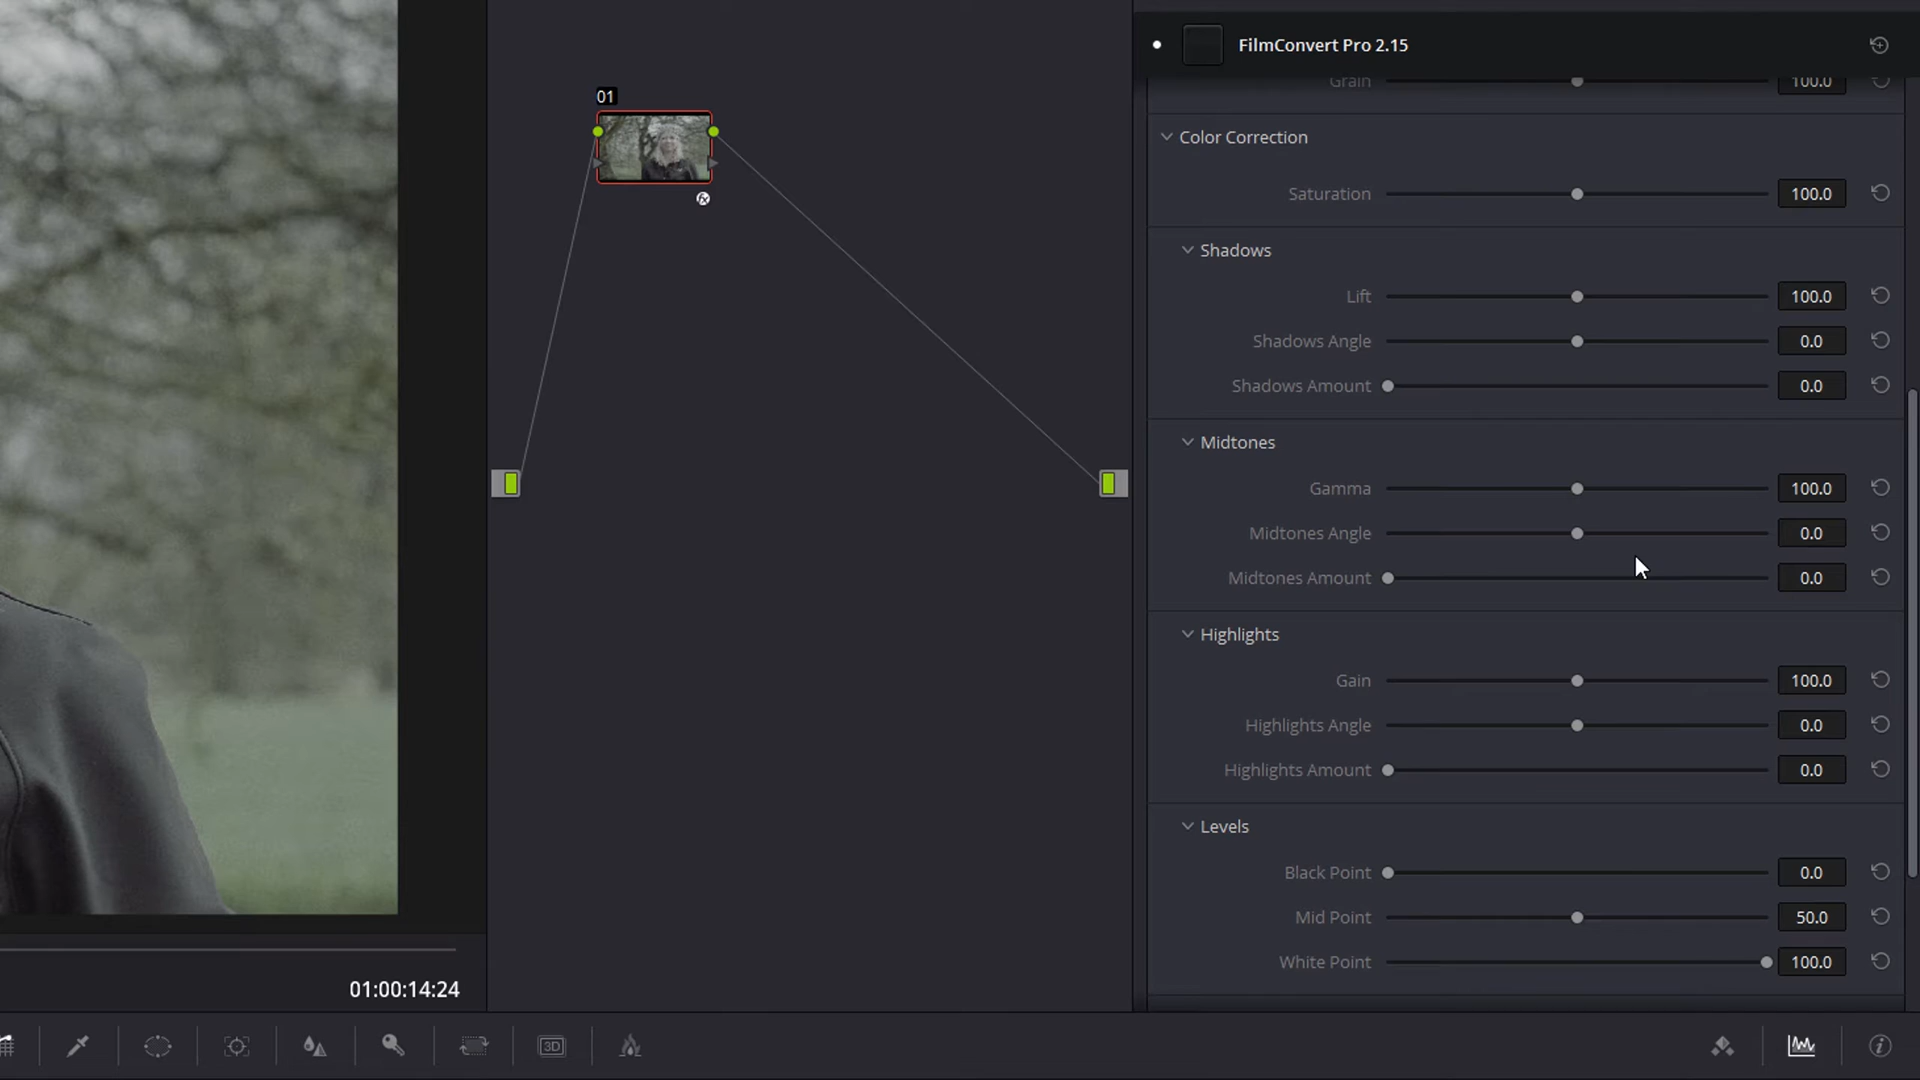 FilmConvert Pro 2.15
Grain 100.0
01
Color Correction
Saturation 100.0
Shadows
Lift 100.0
Shadows Angle 0.0
Shadows Amount 0.0
Midtones
Gamma 100.0
Midtones Angle 0.0
Midtones Amount 0.0
Highlights
Gain 100.0
Highlights Angle 0.0
Highlights Amount 0.0
Levels
Black Point 0.0
Mid Point 50.0
White Point 100.0
01:00:14:24
3D